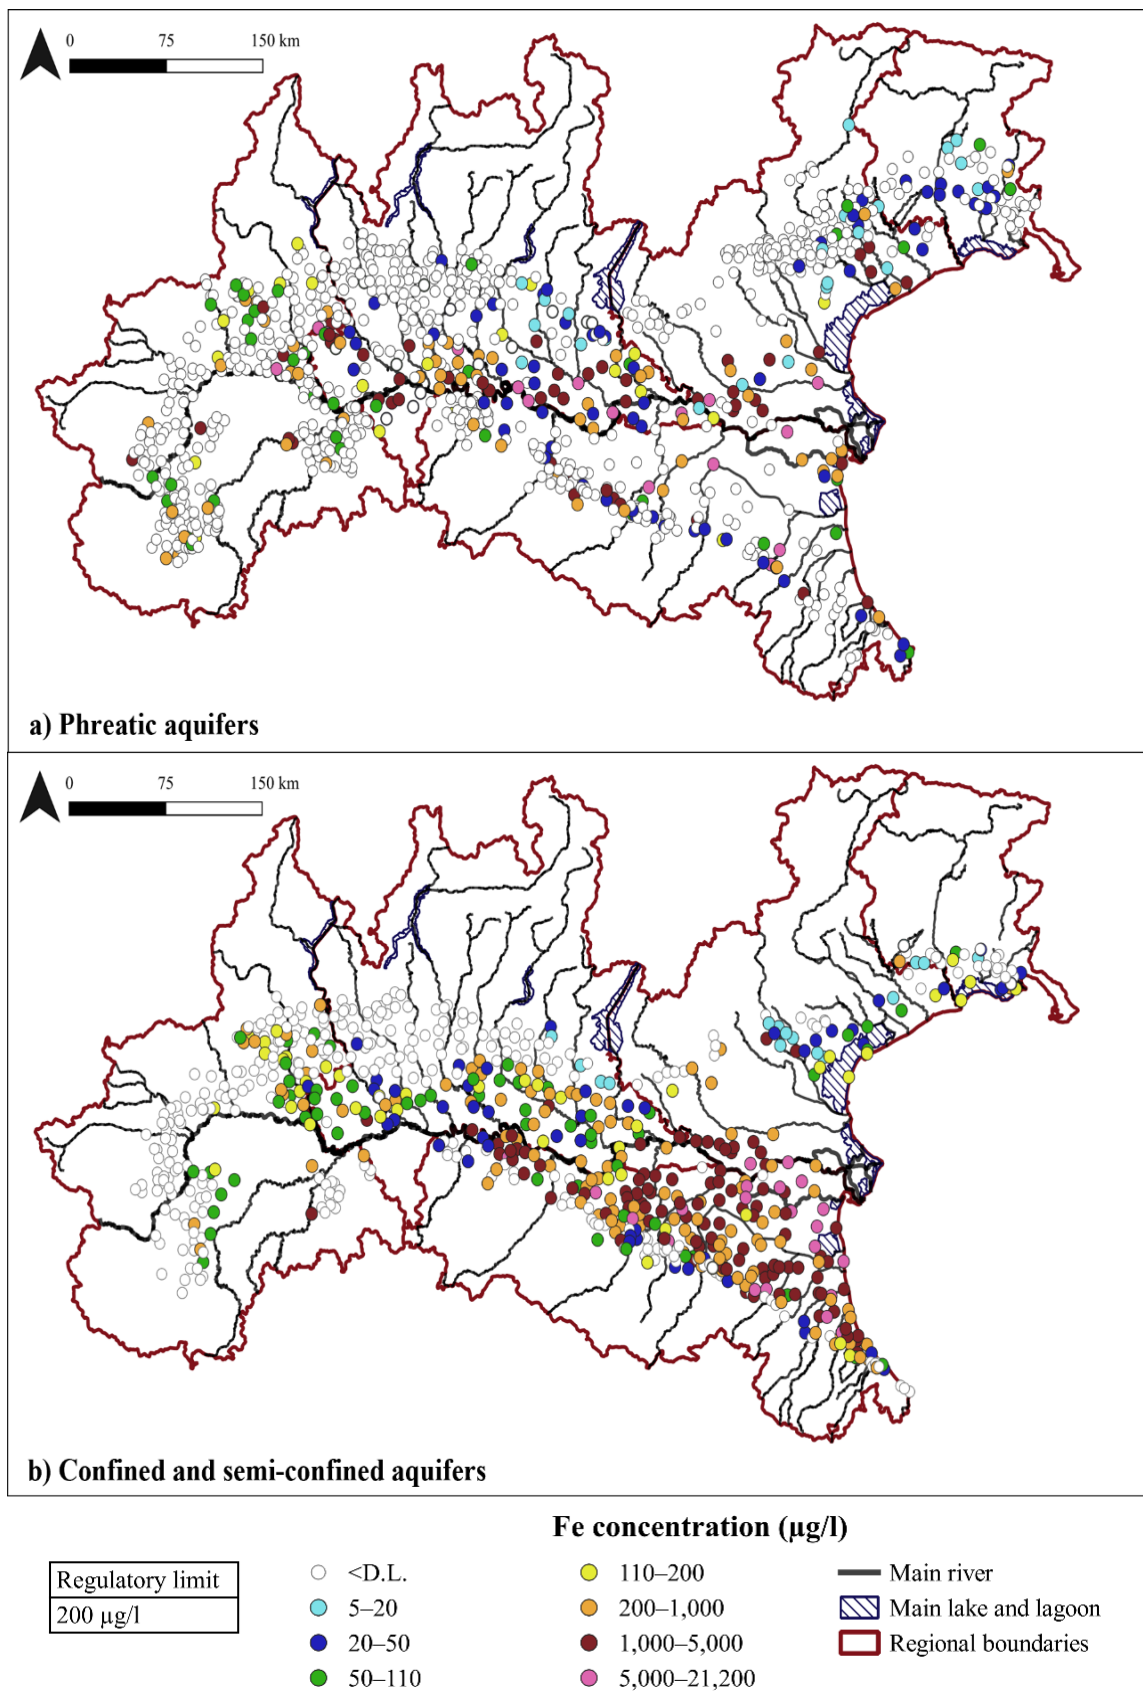 0 75 150 km
a) Phreatic aquifers
0 75 150 km
b) Confined and semi-confined aquifers
Fe concentration (µg/l)
Regulatory limit
200 µg/l
<D.L.
5–20
20–50
50–110
110–200
200–1,000
1,000–5,000
5,000–21,200
Main river
Main lake and lagoon
Regional boundaries